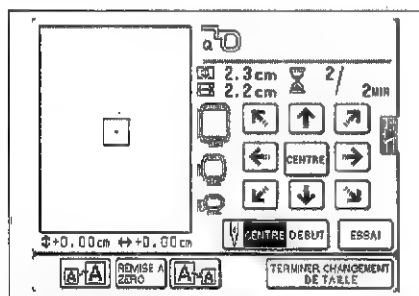 a
2.3cm 2/
2.2cm 2MIN
CENTRE
CENTRE DEBUT ESSAI
+0.00cm +0.00cm
A A REMISE A ZERO A A TERMINER CHANGEMENT DE TAILLE